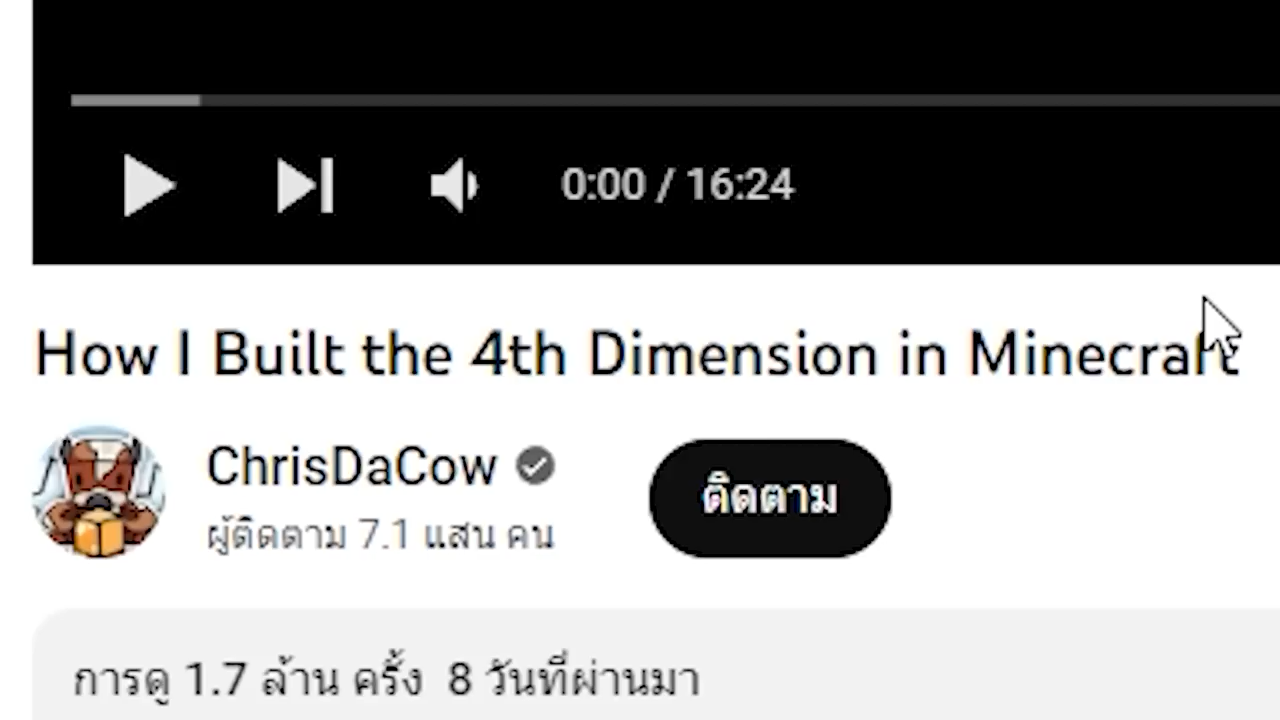 0:00 / 16:24
How I Built the 4th Dimension in Minecraft
ChrisDaCow
ติดตาม
ผู้ติดตาม 7.1 แสน คน
การดู 1.7 ล้าน ครั้ง 8 วันที่ผ่านมา